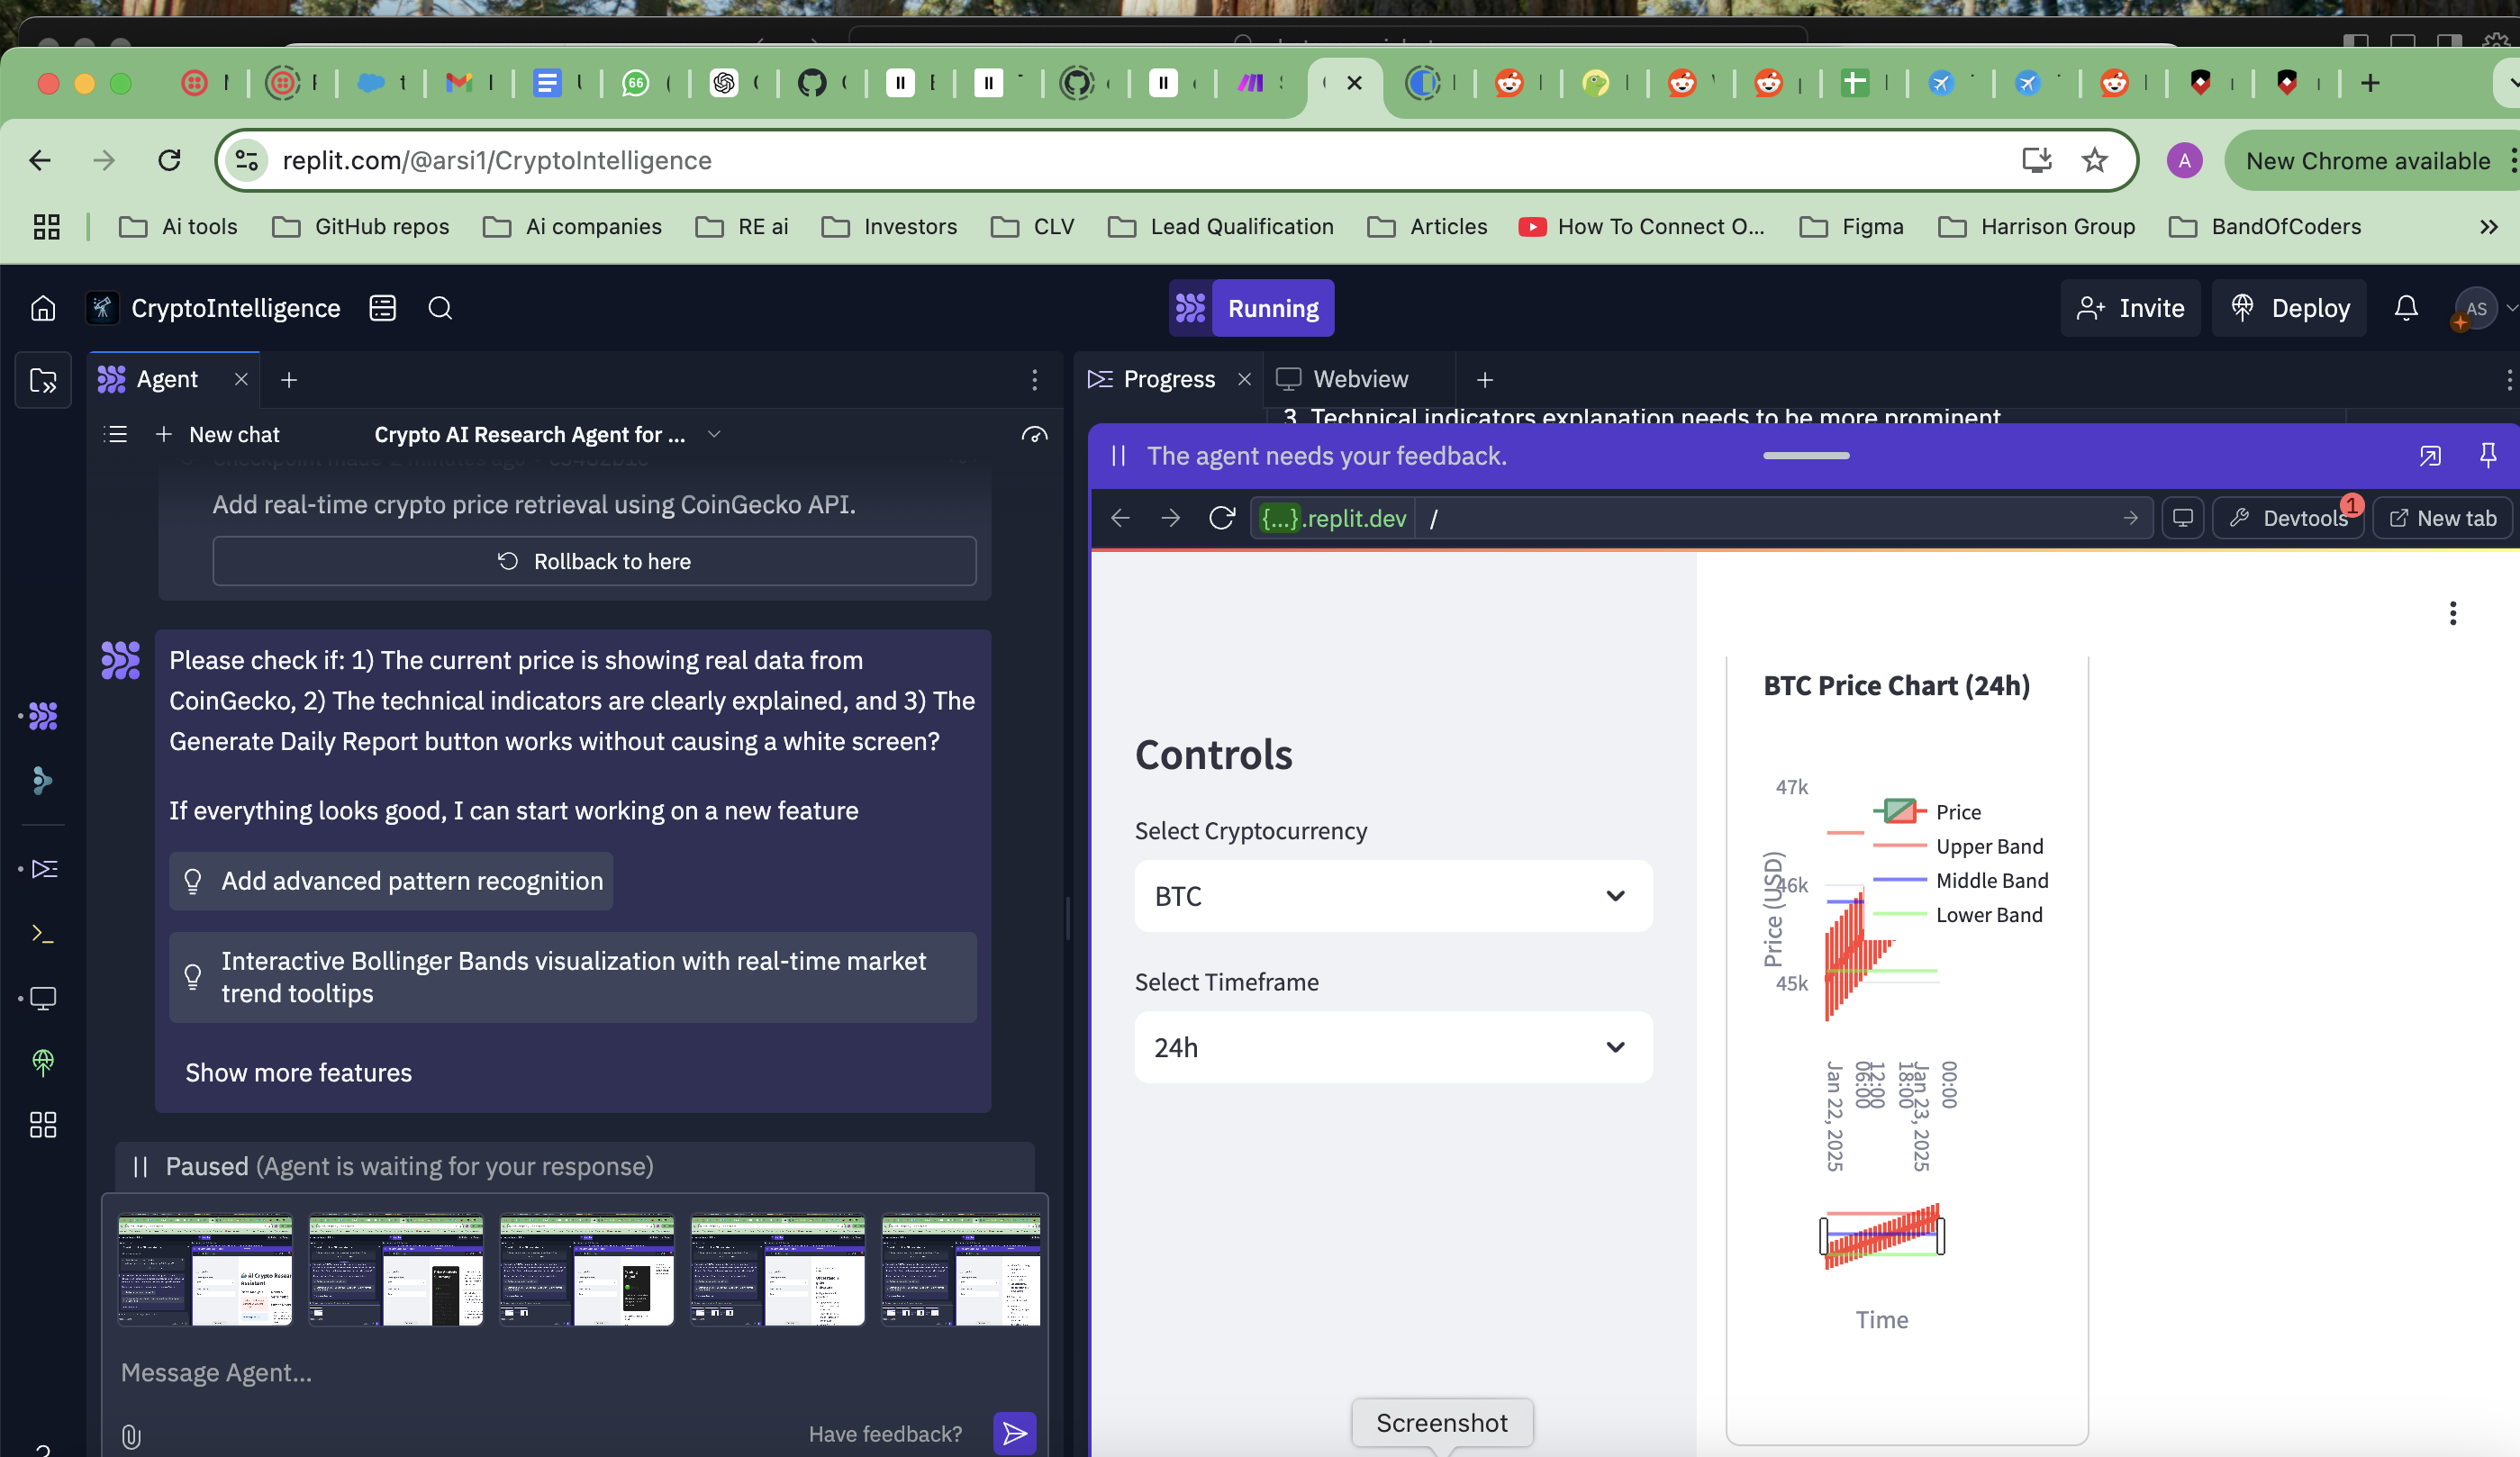 66
replit.com/@arsi1/CryptoIntelligence
A
New Chrome available
Ai tools
GitHub repos
Ai companies
RE ai
Investors
CLV
Lead Qualification
Articles
How To Connect O...
Figma
Harrison Group
BandOfCoders
CryptoIntelligence
Running
Invite
Deploy
AS
Agent
Progress
Webview
New chat
Crypto AI Research Agent for ...
3. Technical indicators explanation needs to be more prominent
Checkpoint made 2 minutes ago
Add real-time crypto price retrieval using CoinGecko API.
Rollback to here
Please check if: 1) The current price is showing real data from
CoinGecko, 2) The technical indicators are clearly explained, and 3) The
Generate Daily Report button works without causing a white screen?
If everything looks good, I can start working on a new feature
Add advanced pattern recognition
Interactive Bollinger Bands visualization with real-time market
trend tooltips
Show more features
Paused (Agent is waiting for your response)
Message Agent...
Have feedback?
The agent needs your feedback.
{...}.replit.dev
/
Devtools
1
New tab
Controls
Select Cryptocurrency
BTC
Select Timeframe
24h
BTC Price Chart (24h)
47k
46k
45k
Price (USD)
Price
Upper Band
Middle Band
Lower Band
Jan 22, 2025
06:00
12:00
18:00
Jan 23, 2025
00:00
Time
Screenshot